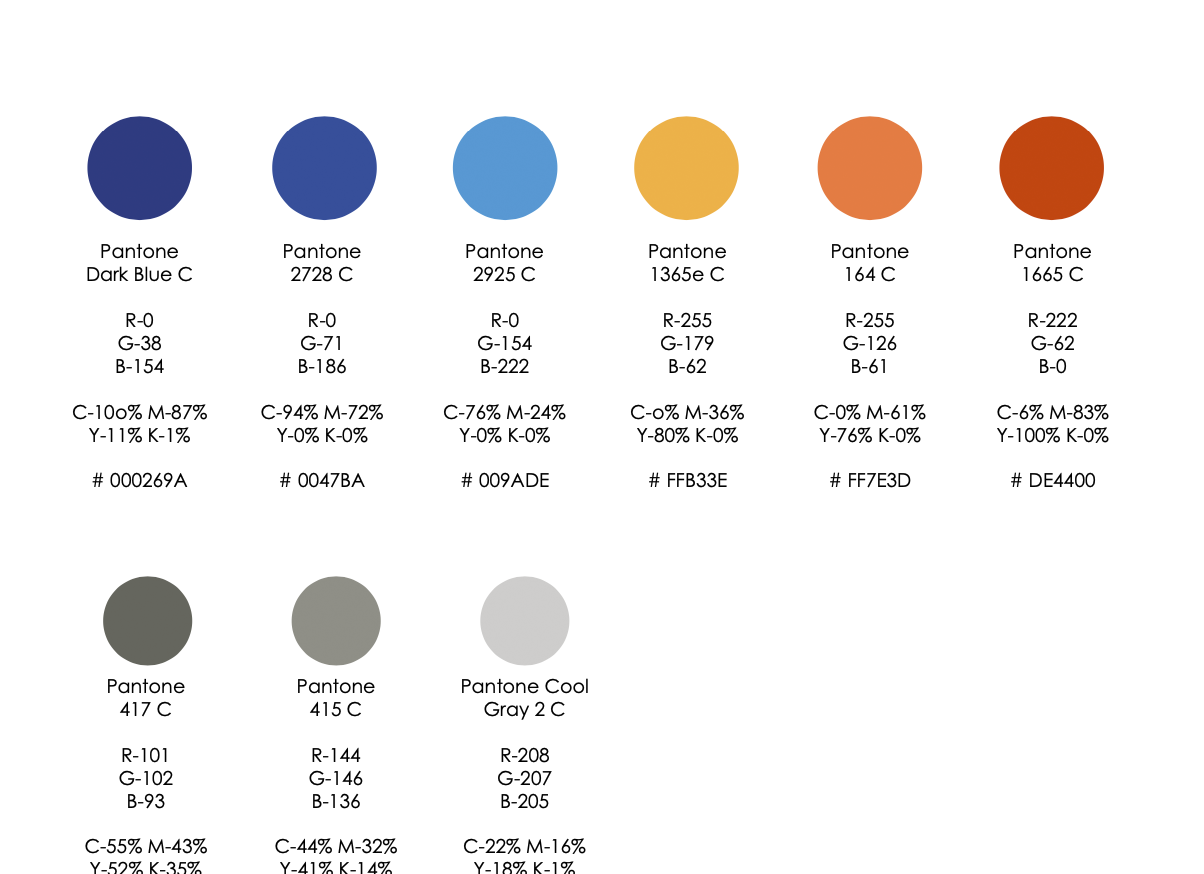 Pantone
Dark Blue C
R-0
G-38
B-154
C-10o% M-87%
Y-11% K-1%
# 000269A
Pantone
2728 C
R-0
G-71
B-186
C-94% M-72%
Y-0% K-0%
# 0047BA
Pantone
2925 C
R-0
G-154
B-222
C-76% M-24%
Y-0% K-0%
# 009ADE
Pantone
1365e C
R-255
G-179
B-62
C-o% M-36%
Y-80% K-0%
# FFB33E
Pantone
164 C
R-255
G-126
B-61
C-0% M-61%
Y-76% K-0%
# FF7E3D
Pantone
1665 C
R-222
G-62
B-0
C-6% M-83%
Y-100% K-0%
# DE4400
Pantone
417 C
R-101
G-102
B-93
C-55% M-43%
Y-52% K-35%
Pantone
415 C
R-144
G-146
B-136
C-44% M-32%
Y-41% K-14%
Pantone Cool
Gray 2 C
R-208
G-207
B-205
C-22% M-16%
Y-18% K-1%